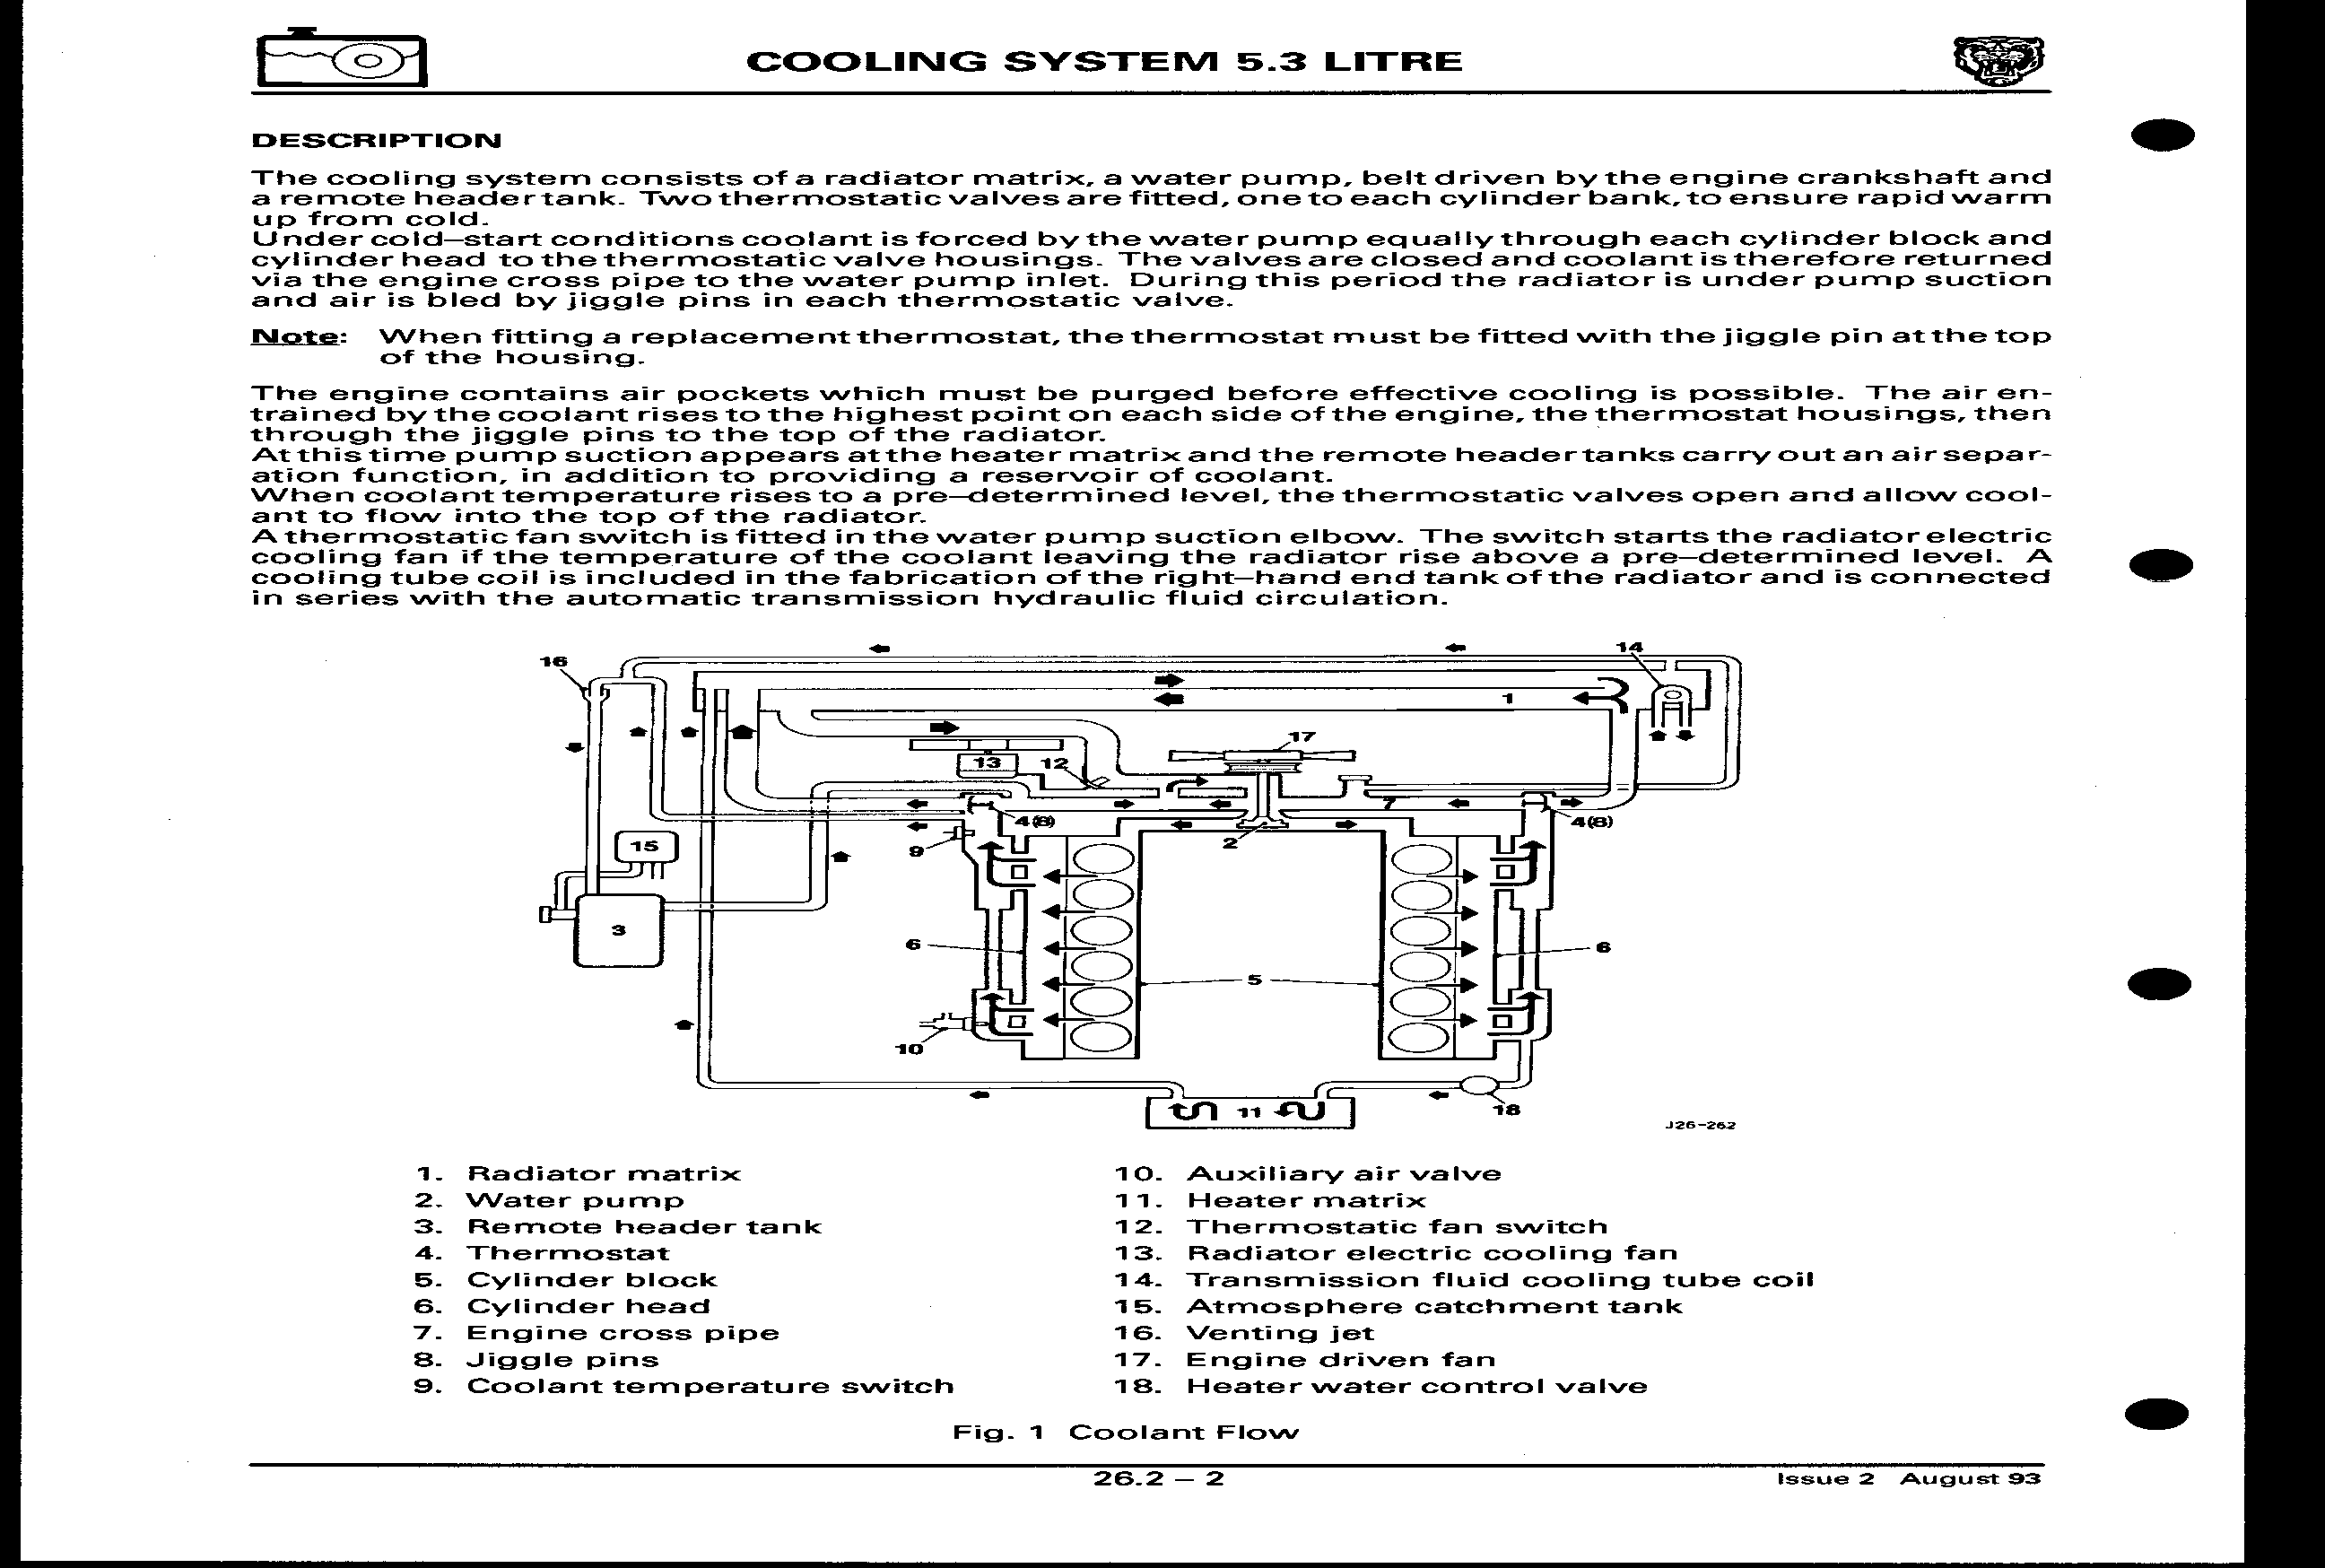 COOLING SYSTEM 5.3 LITRE
DESCRIPTION
The cooling system consists of a radiator matrix, a water pump, belt driven by the engine crankshaft and
a remote header tank. Two thermostatic valves are fitted, one to each cylinder bank, to ensure rapid warm
up from cold.
Under cold–start conditions coolant is forced by the water pump equally through each cylinder block and
cylinder head to the thermostatic valve housings. The valves are closed and coolant is therefore returned
via the engine cross pipe to the water pump inlet. During this period the radiator is under pump suction
and air is bled by jiggle pins in each thermostatic valve.
Note: When fitting a replacement thermostat, the thermostat must be fitted with the jiggle pin at the top
of the housing.
The engine contains air pockets which must be purged before effective cooling is possible. The air en-
trained by the coolant rises to the highest point on each side of the engine, the thermostat housings, then
through the jiggle pins to the top of the radiator.
At this time pump suction appears at the heater matrix and the remote header tanks carry out an air separ-
ation function, in addition to providing a reservoir of coolant.
When coolant temperature rises to a pre–determined level, the thermostatic valves open and allow cool-
ant to flow into the top of the radiator.
A thermostatic fan switch is fitted in the water pump suction elbow. The switch starts the radiator electric
cooling fan if the temperature of the coolant leaving the radiator rise above a pre–determined level. A
cooling tube coil is included in the fabrication of the right–hand end tank of the radiator and is connected
in series with the automatic transmission hydraulic fluid circulation.
14
16
1
17
13 12
7
4(8) 4(8)
15 9 2
3
6 6
5
10
11 18
J26-262
1. Radiator matrix
2. Water pump
3. Remote header tank
4. Thermostat
5. Cylinder block
6. Cylinder head
7. Engine cross pipe
8. Jiggle pins
9. Coolant temperature switch
10. Auxiliary air valve
11. Heater matrix
12. Thermostatic fan switch
13. Radiator electric cooling fan
14. Transmission fluid cooling tube coil
15. Atmosphere catchment tank
16. Venting jet
17. Engine driven fan
18. Heater water control valve
Fig. 1 Coolant Flow
26.2 – 2
Issue 2 August 93